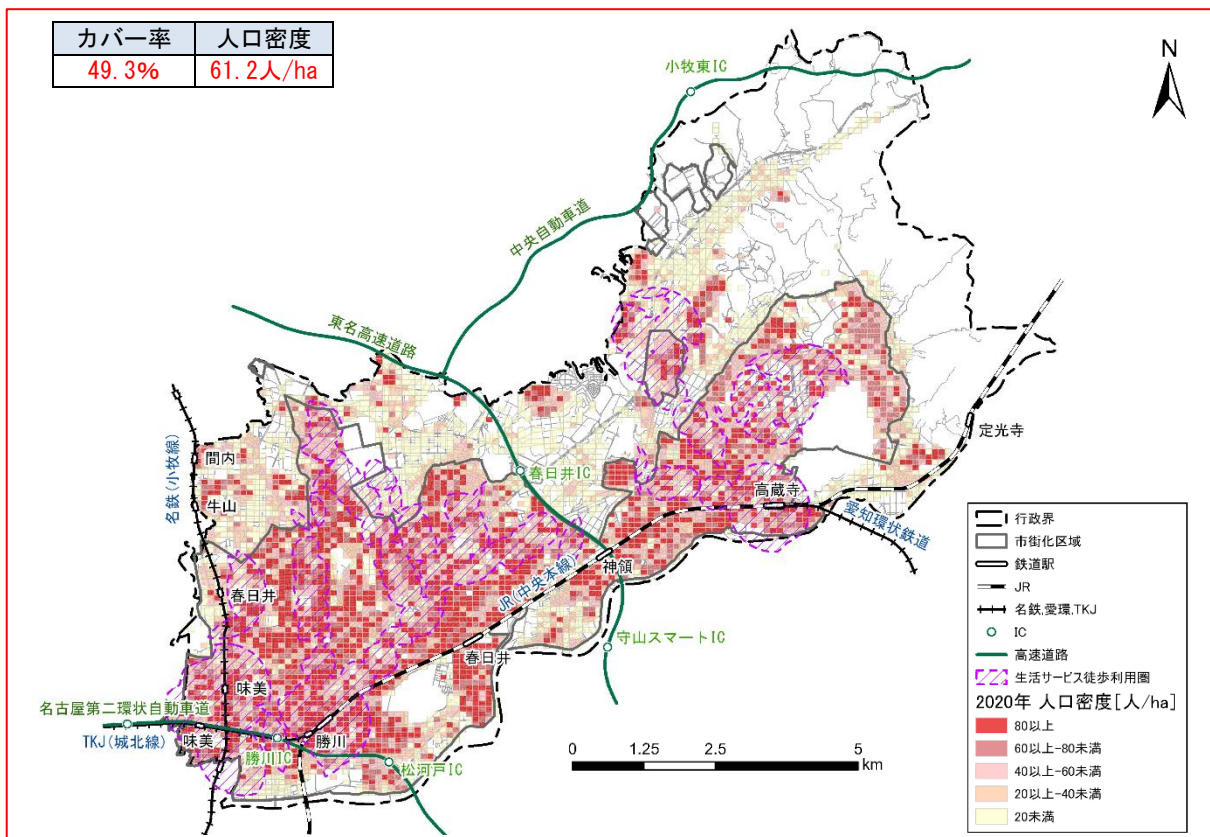 カバー率 人口密度
49.3% 61.2人/ha
N
小牧東IC
中央自動車道
東名高速道路
名鉄(小牧線)
間内
牛山
春日井IC
定光寺
高蔵寺
愛知環状鉄道
神領
JR(中央本線)
春日井
守山スマートIC
春日井
味美
名古屋第二環状自動車道
TKJ(城北線)
味美
勝川
勝川IC
松河戸IC
0 1.25 2.5 5
km
行政界
市街化区域
鉄道駅
JR
名鉄,愛環,TKJ
IC
高速道路
生活サービス徒歩利用圏
2020年 人口密度[人/ha]
80以上
60以上-80未満
40以上-60未満
20以上-40未満
20未満